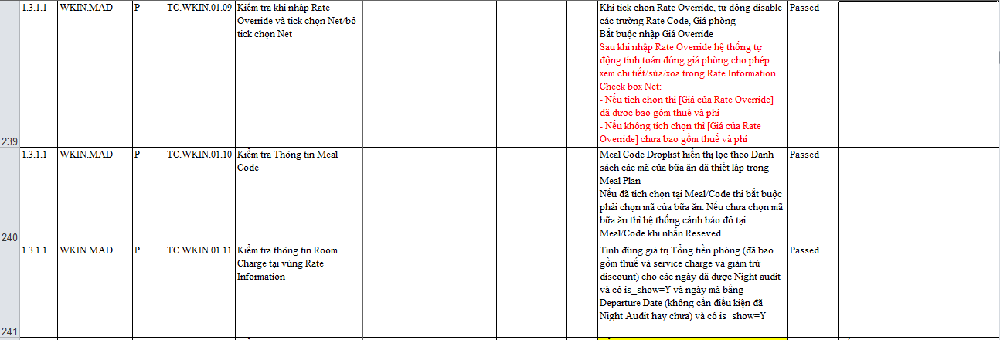 1.3.1.1 WKIN.MAD P TC.WKIN.01.09 Kiểm tra khi nhập Rate Override và tick chọn Net/bỏ tick chọn Net
Khi tick chọn Rate Override, tự động disable
các trường Rate Code, Giá phòng
Bắt buộc nhập Giá Override
Sau khi nhập Rate Override hệ thống tự
động tính toán đúng giá phòng cho phép
xem chi tiết/sửa/xóa trong Rate Information
Check box Net:
- Nếu tích chọn thì [Giá của Rate Override]
đã được bao gồm thuế và phí
- Nếu không tích chọn thì [Giá của Rate
Override] chưa bao gồm thuế và phí
Passed
239
1.3.1.1 WKIN.MAD P TC.WKIN.01.10 Kiểm tra Thông tin Meal
Code
Meal Code Droplist hiển thị lọc theo Danh
sách các mã của bữa ăn đã thiết lập trong
Meal Plan
Nếu đã tích chọn tại Meal/Code thì bắt buộc
phải chọn mã của bữa ăn. Nếu chưa chọn mã
bữa ăn thì hệ thống cảnh báo đỏ tại
Meal/Code khi nhấn Reseved
Passed
240
1.3.1.1 WKIN.MAD P TC.WKIN.01.11 Kiểm tra thông tin Room
Charge tại vùng Rate
Information
Tính đúng giá trị Tổng tiền phòng (đã bao
gồm thuế và service charge và giảm trừ
discount) cho các ngày đã được Night audit
và có is_show=Y và ngày mà bằng
Departure Date (không cần điều kiện đã
Night Audit hay chưa) và có is_show=Y
Passed
241